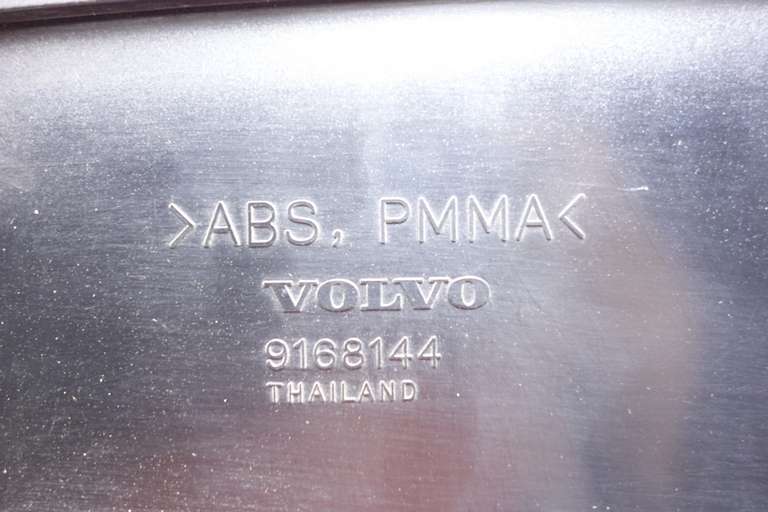 >ABS, PMMA<
VOLVO
9168144
THAILAND